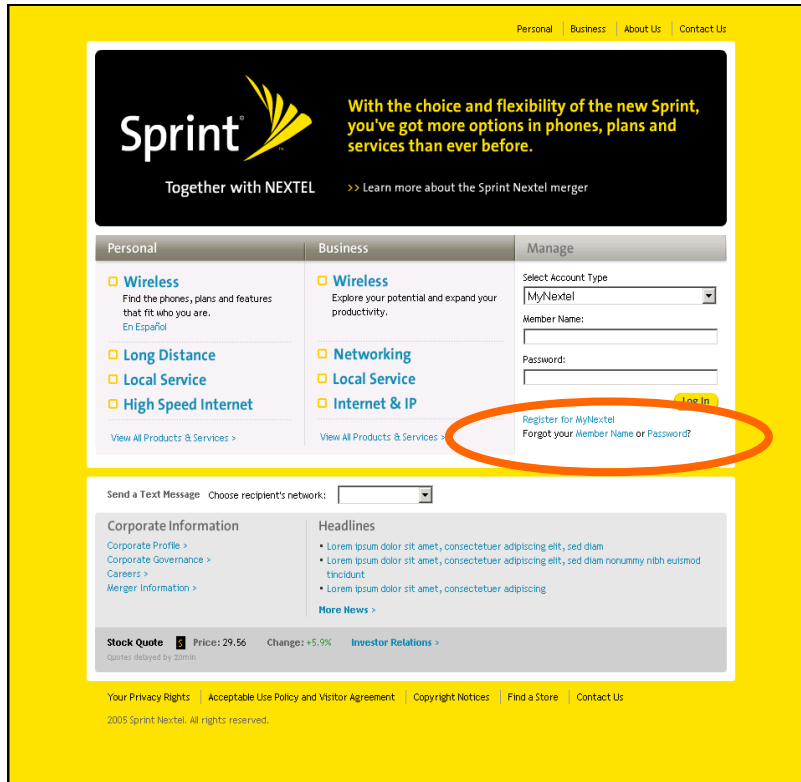 Personal Business About Us Contact Us
Sprint
Together with NEXTEL
With the choice and flexibility of the new Sprint,
you've got more options in phones, plans and
services than ever before.
>> Learn more about the Sprint Nextel merger
Personal
Wireless
Find the phones, plans and features
that fit who you are.
En Español
Long Distance
Local Service
High Speed Internet
View All Products & Services >
Business
Wireless
Explore your potential and expand your
productivity.
Networking
Local Service
Internet & IP
View All Products & Services >
Manage
Select Account Type
MyNextel
Member Name:
Password:
Log In
Register for MyNextel
Forgot your Member Name or Password?
Send a Text Message Choose recipient's network:
Corporate Information
Corporate Profile >
Corporate Governance >
Careers >
Merger Information >
Headlines
• Lorem ipsum dolor sit amet, consectetuer adipiscing elit, sed diam
• Lorem ipsum dolor sit amet, consectetuer adipiscing elit, sed diam nonummy nibh euismod
tincidunt
• Lorem ipsum dolor sit amet, consectetuer adipiscing
More News >
Stock Quote S Price: 29.56 Change: +5.9% Investor Relations >
Quotes delayed by 20min
Your Privacy Rights Acceptable Use Policy and Visitor Agreement Copyright Notices Find a Store Contact Us
2005 Sprint Nextel. All rights reserved.